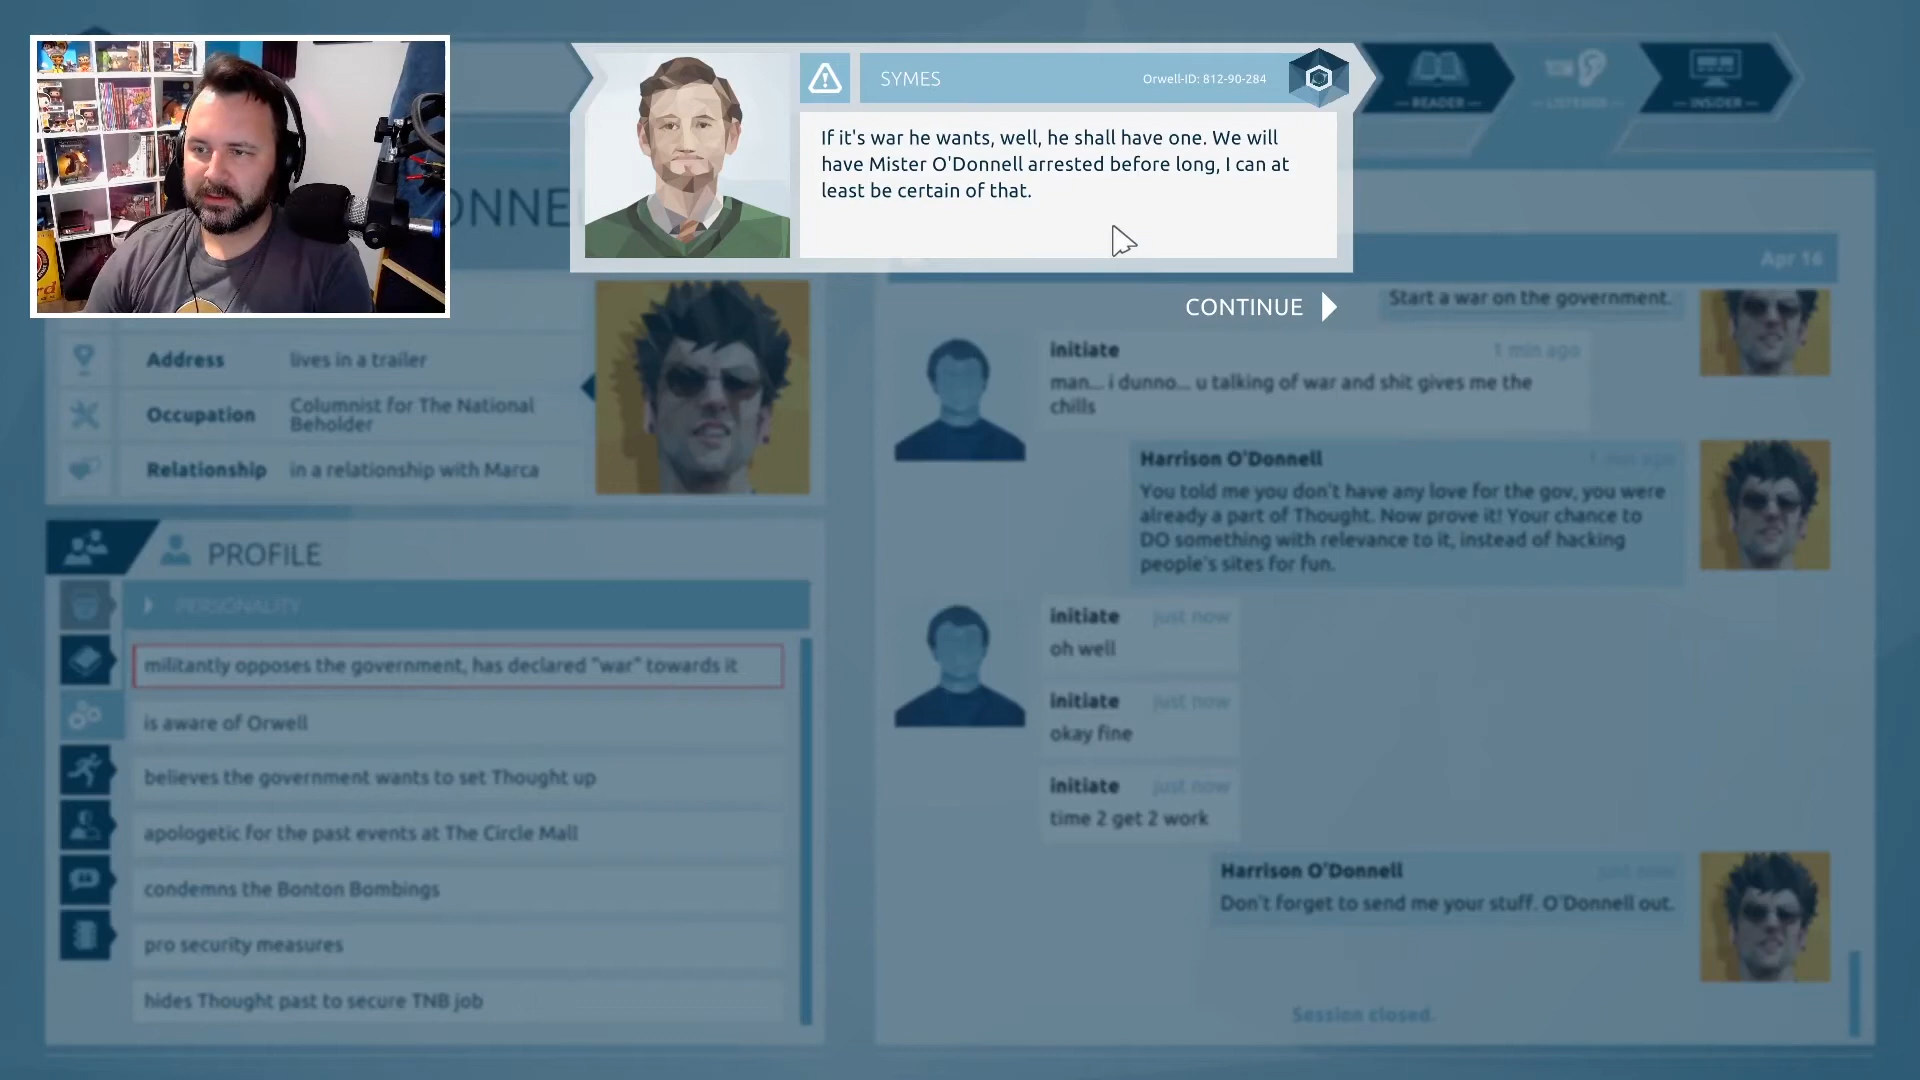 SYMES
Orwell-ID: 812-90-284
If it's war he wants, well, he shall have one. We will
have Mister O'Donnell arrested before long, I can at
least be certain of that.
CONTINUE
READER
LISTENER
INSIDER
Address
lives in a trailer
Occupation
Columnist for The National
Beholder
Relationship
in a relationship with Marca
PROFILE
PERSONALITY
militantly opposes the government, has declared "war" towards it
is aware of Orwell
believes the government wants to set Thought up
apologetic for the past events at The Circle Mall
condemns the Bonton Bombings
pro security measures
hides Thought past to secure TNB job
Apr 16
Start a war on the government.
initiate
1 min ago
man... i dunno... u talking of war and shit gives me the
chills
Harrison O'Donnell
1 min ago
You told me you don't have any love for the gov, you were
already a part of Thought. Now prove it! Your chance to
DO something with relevance to it, instead of hacking
people's sites for fun.
initiate
just now
oh well
initiate
just now
okay fine
initiate
just now
time 2 get 2 work
Harrison O'Donnell
just now
Don't forget to send me your stuff. O'Donnell out.
Session closed.